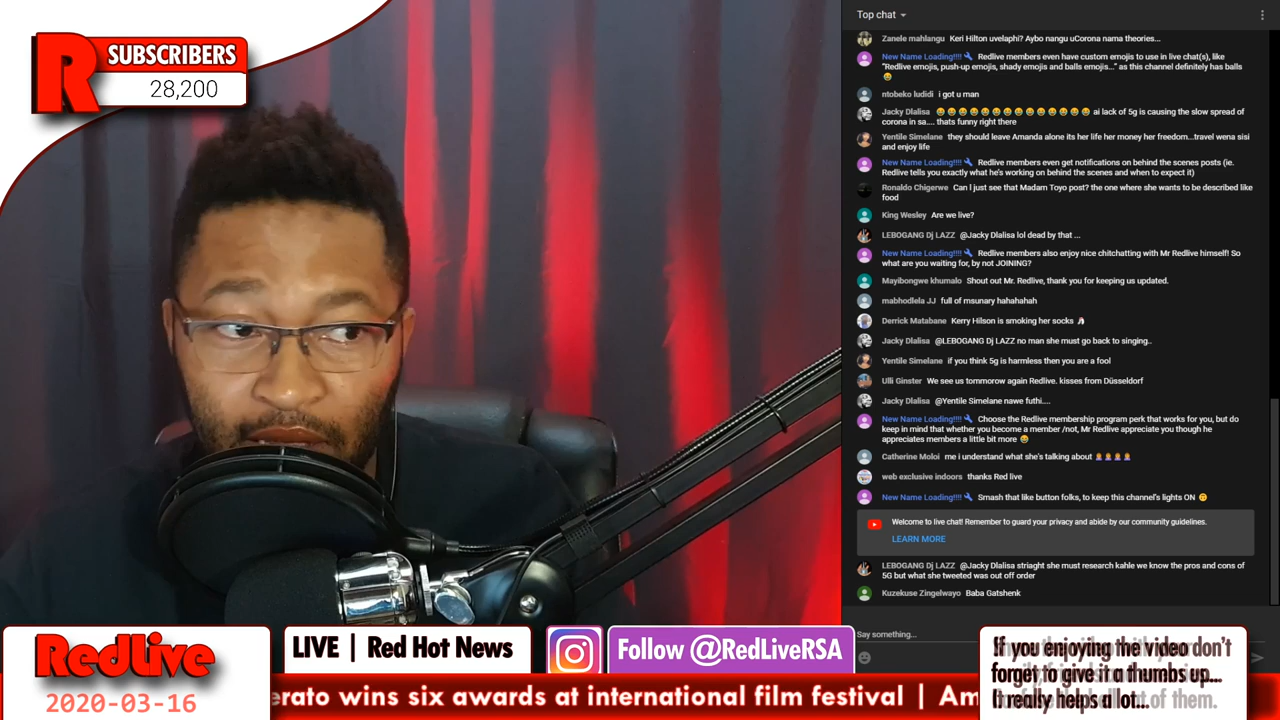 R
SUBSCRIBERS
28,200
Top chat
Zanele mahlangu Keri Hilton uvelaphi? Aybo nangu uCorona nama theories...
New Name Loading!!!! Redlive members even have custom emojis to use in live chat(s), like
"Redlive emojis, push-up emojis, shady emojis and balls emojis..." as this channel definitely has balls
ntobeko ludidi i got u man
Jacky Dlalisa 😂😂😂😂😂😂😂😂😂😂😂😂😂😂 ai lack of 5g is causing the slow spread of
corona in sa.... thats funny right there
Yentile Simelane they should leave Amanda alone its her life her money her freedom...travel wena sisi
and enjoy life
New Name Loading!!!! Redlive members even get notifications on behind the scenes posts (ie.
Redlive tells you exactly what he's working on behind the scenes and when to expect it)
Ronaldo Chigerwe Can I just see that Madam Toyo post? the one where she wants to be described like
food
King Wesley Are we live?
LEBOGANG Dj LAZZ @Jacky Dlalisa lol dead by that ...
New Name Loading!!!! Redlive members also enjoy nice chitchatting with Mr Redlive himself! So
what are you waiting for, by not JOINING?
Mayibongwe khumalo Shout out Mr. Redlive, thank you for keeping us updated.
mabhodlela JJ full of msunary hahahahah
Derrick Matabane Kerry Hilson is smoking her socks
Jacky Dlalisa @LEBOGANG Dj LAZZ no man she must go back to singing..
Yentile Simelane if you think 5g is harmless then you are a fool
Ulli Ginster We see us tommorow again Redlive. kisses from Düsseldorf
Jacky Dlalisa @Yentile Simelane nawe futhi....
New Name Loading!!!! Choose the Redlive membership program perk that works for you, but do
keep in mind that whether you become a member /not, Mr Redlive appreciate you though he
appreciates members a little bit more
Catherine Moloi me i understand what she's talking about
web exclusive indoors thanks Red live
New Name Loading!!!! Smash that like button folks, to keep this channel's lights ON
Welcome to live chat! Remember to guard your privacy and abide by our community guidelines.
LEARN MORE
LEBOGANG Dj LAZZ @Jacky Dlalisa striaght she must research kahle we know the pros and cons of
5G but what she tweeted was out off order
Kuzekuse Zingelwayo Baba Gatshenk
Say something...
RedLive
2020-03-16
LIVE | Red Hot News
Follow @RedLiveRSA
erato wins six awards at international film festival | Am
If you enjoying the video don't
forget to give it a thumbs up...
It really helps a lot...
of them.